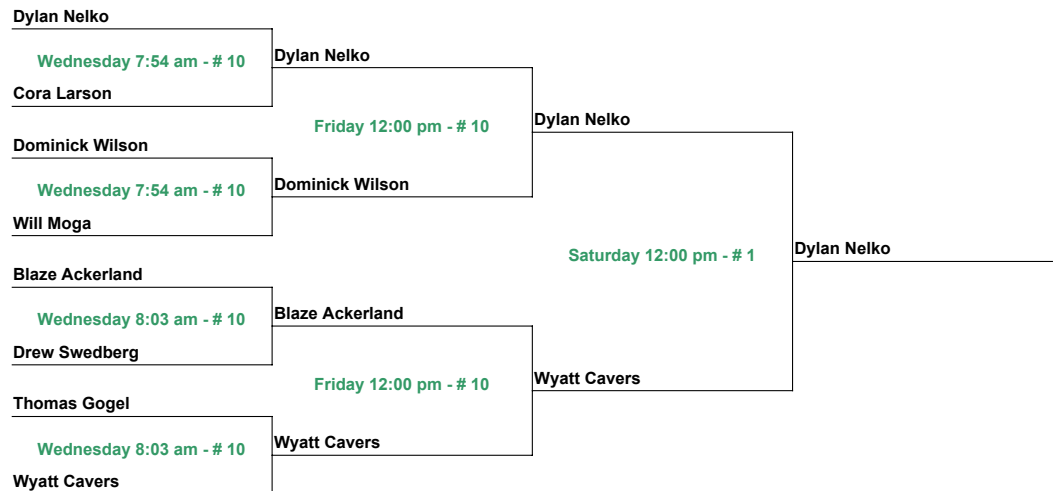 Dylan Nelko
Wednesday 7:54 am - # 10
Cora Larson
Dylan Nelko
Friday 12:00 pm - # 10
Dominick Wilson
Wednesday 7:54 am - # 10
Will Moga
Dominick Wilson
Dylan Nelko
Saturday 12:00 pm - # 1
Dylan Nelko
Blaze Ackerland
Wednesday 8:03 am - # 10
Drew Swedberg
Blaze Ackerland
Friday 12:00 pm - # 10
Wyatt Cavers
Thomas Gogel
Wednesday 8:03 am - # 10
Wyatt Cavers
Wyatt Cavers